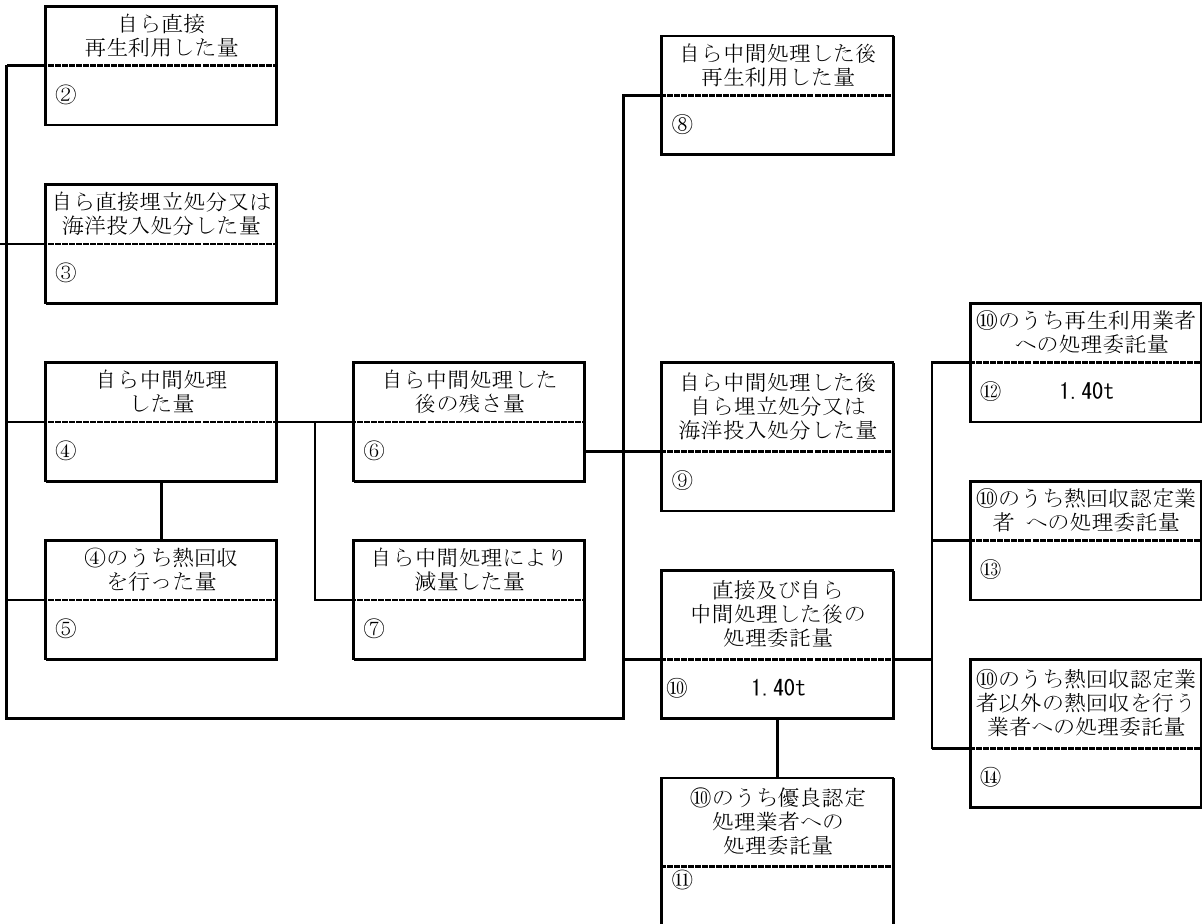 自ら直接
再生利用した量
②
自ら直接埋立処分又は
海洋投入処分した量
③
自ら中間処理
した量
④
④のうち熱回収
を行った量
⑤
自ら中間処理した
後の残さ量
⑥
自ら中間処理により
減量した量
⑦
自ら中間処理した後
再生利用した量
⑧
自ら中間処理した後
自ら埋立処分又は
海洋投入処分した量
⑨
直接及び自ら
中間処理した後の
処理委託量
⑩ 1.40t
⑩のうち優良認定
処理業者への
処理委託量
⑪
⑩のうち再生利用業者
への処理委託量
⑫ 1.40t
⑩のうち熱回収認定業
者 への処理委託量
⑬
⑩のうち熱回収認定業
者以外の熱回収を行う
業者への処理委託量
⑭